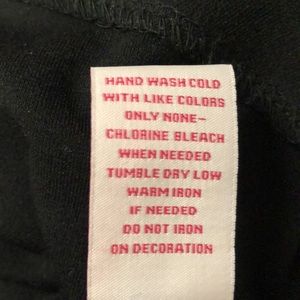 HAND WASH COLD
WITH LIKE COLORS
ONLY NONE-
CHLORINE BLEACH
WHEN NEEDED
TUMBLE DRY LOW
WARM IRON
IF NEEDED
DO NOT IRON
ON DECORATION